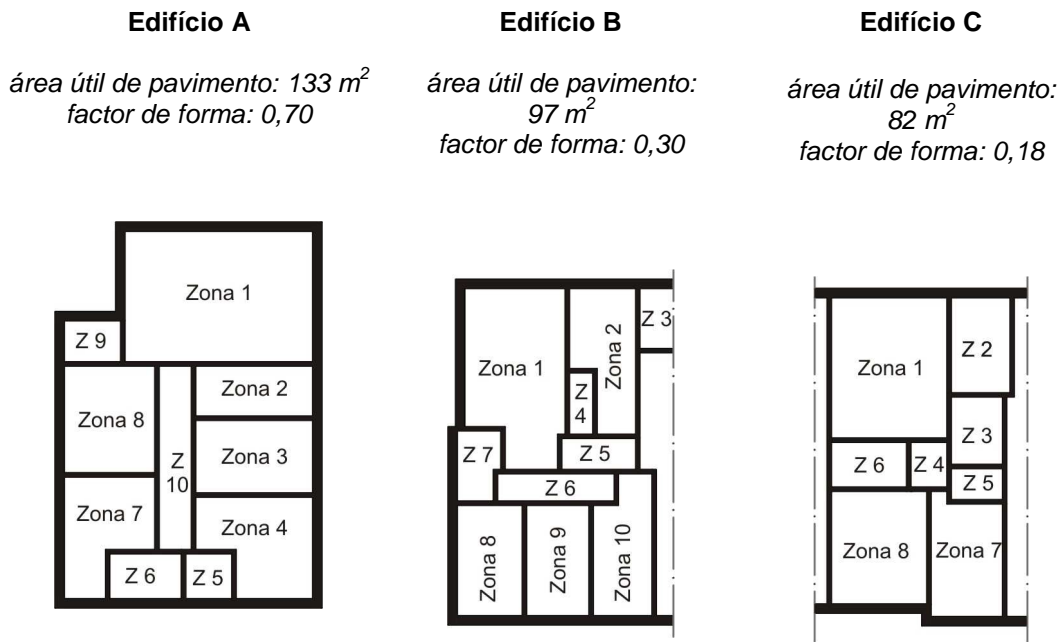 Edifício A
área útil de pavimento: 133 m²
factor de forma: 0,70
Zona 1
Z 9
Zona 2
Zona 8
Zona 3
Z
10
Zona 7
Zona 4
Z 6
Z 5
Edifício B
área útil de pavimento:
97 m²
factor de forma: 0,30
Z 3
Zona 2
Zona 1
Z
4
Z 7
Z 5
Z 6
Zona 8
Zona 9
Zona 10
Edifício C
área útil de pavimento:
82 m²
factor de forma: 0,18
Z 2
Zona 1
Z 3
Z 6
Z 4
Z 5
Zona 8
Zona 7